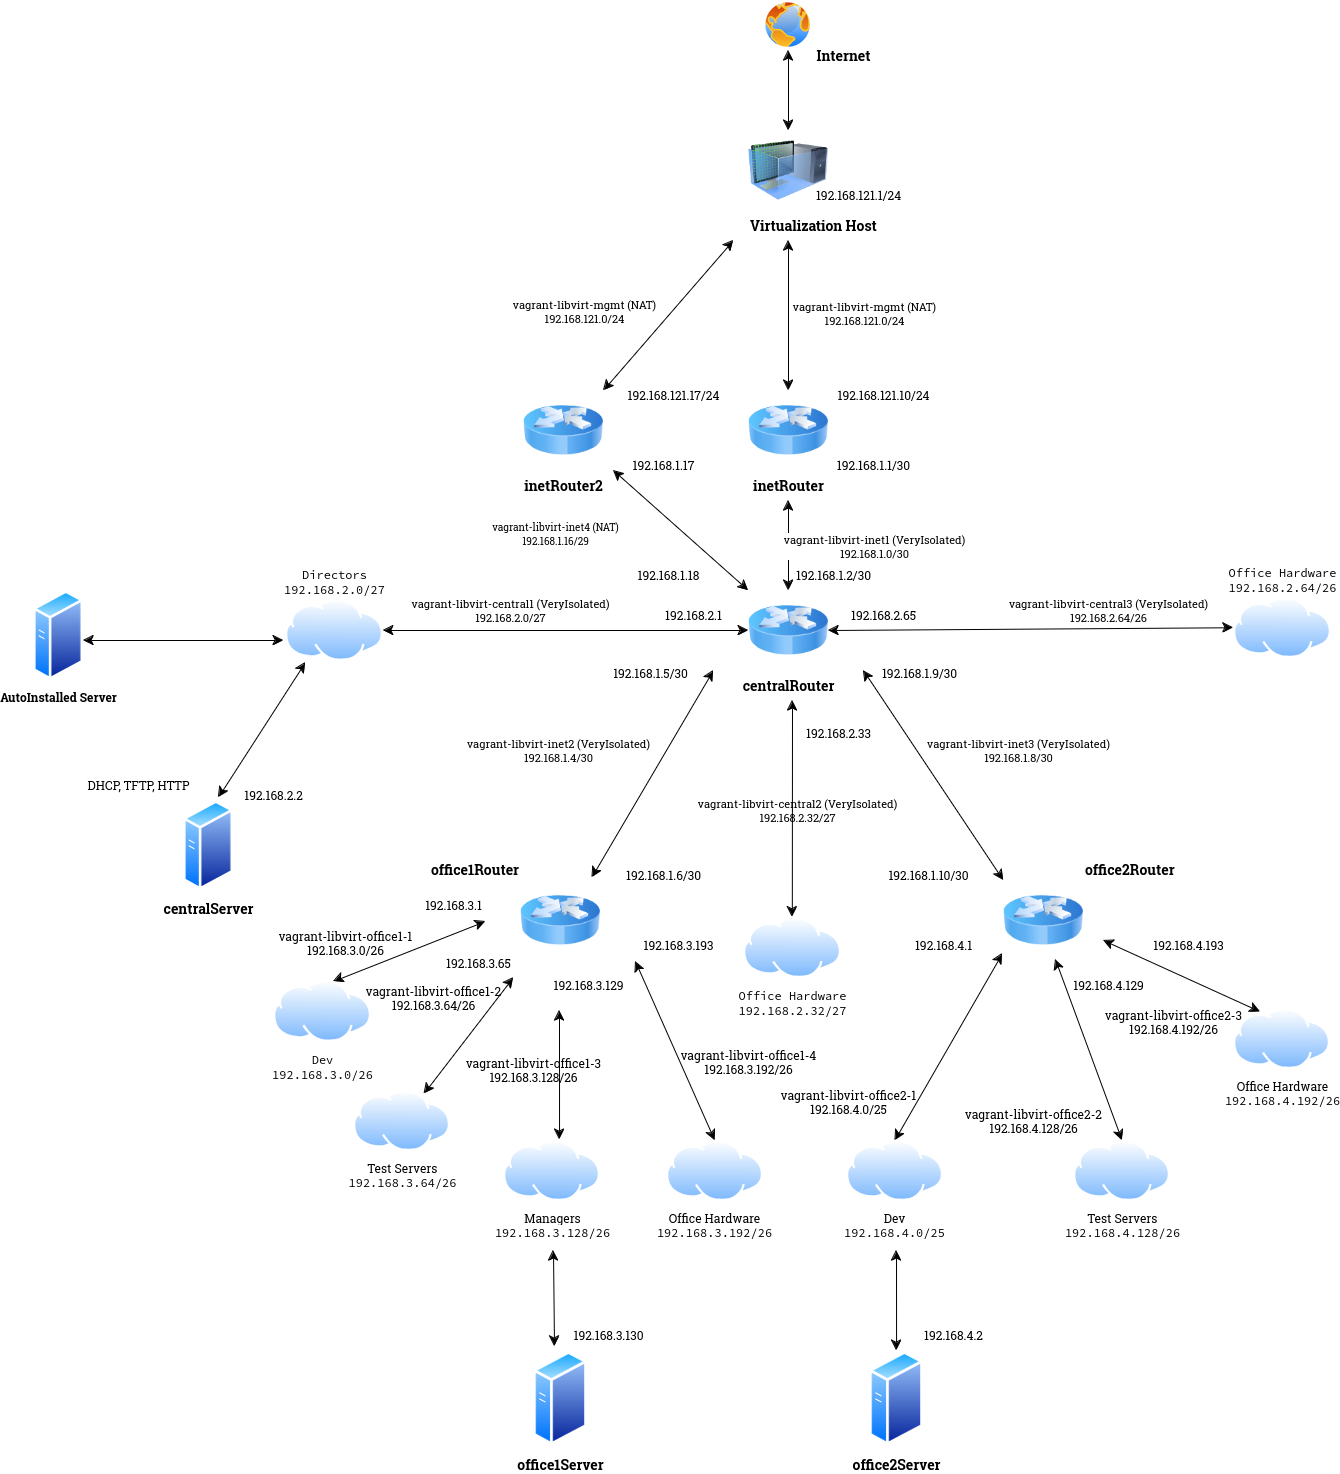 Internet
192.168.121.1/24
Virtualization Host
vagrant-libvirt-mgmt (NAT)
192.168.121.0/24
vagrant-libvirt-mgmt (NAT)
192.168.121.0/24
192.168.121.17/24
192.168.121.10/24
192.168.1.17
192.168.1.1/30
inetRouter2
inetRouter
vagrant-libvirt-inet4 (NAT)
192.168.1.16/29
vagrant-libvirt-inet1 (VeryIsolated)
192.168.1.0/30
192.168.1.18
192.168.1.2/30
Directors
192.168.2.0/27
Office Hardware
192.168.2.64/26
vagrant-libvirt-central1 (VeryIsolated)
192.168.2.0/27
192.168.2.1
192.168.2.65
vagrant-libvirt-central3 (VeryIsolated)
192.168.2.64/26
192.168.1.5/30
centralRouter
192.168.1.9/30
AutoInstalled Server
192.168.2.33
vagrant-libvirt-inet2 (VeryIsolated)
192.168.1.4/30
vagrant-libvirt-inet3 (VeryIsolated)
192.168.1.8/30
DHCP, TFTP, HTTP
192.168.2.2
vagrant-libvirt-central2 (VeryIsolated)
192.168.2.32/27
centralServer
office1Router
192.168.1.6/30
192.168.1.10/30
office2Router
192.168.3.1
vagrant-libvirt-office1-1
192.168.3.0/26
192.168.3.193
192.168.4.1
192.168.4.193
192.168.3.65
192.168.3.129
192.168.4.129
vagrant-libvirt-office1-2
192.168.3.64/26
Office Hardware
192.168.2.32/27
vagrant-libvirt-office2-3
192.168.4.192/26
Dev
192.168.3.0/26
vagrant-libvirt-office1-3
192.168.3.128/26
vagrant-libvirt-office1-4
192.168.3.192/26
Office Hardware
192.168.4.192/26
vagrant-libvirt-office2-1
192.168.4.0/25
vagrant-libvirt-office2-2
192.168.4.128/26
Test Servers
192.168.3.64/26
Managers
192.168.3.128/26
Office Hardware
192.168.3.192/26
Dev
192.168.4.0/25
Test Servers
192.168.4.128/26
192.168.3.130
192.168.4.2
office1Server
office2Server